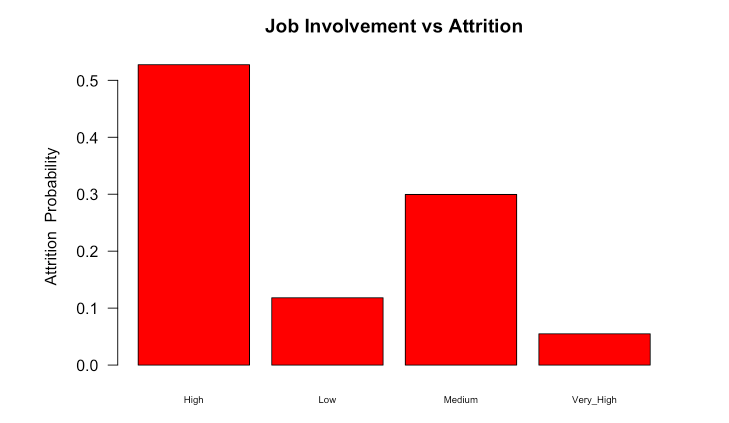 Job Involvement vs Attrition
Attrition Probability
0.5
0.4
0.3
0.2
0.1
0.0
High Low Medium Very_High